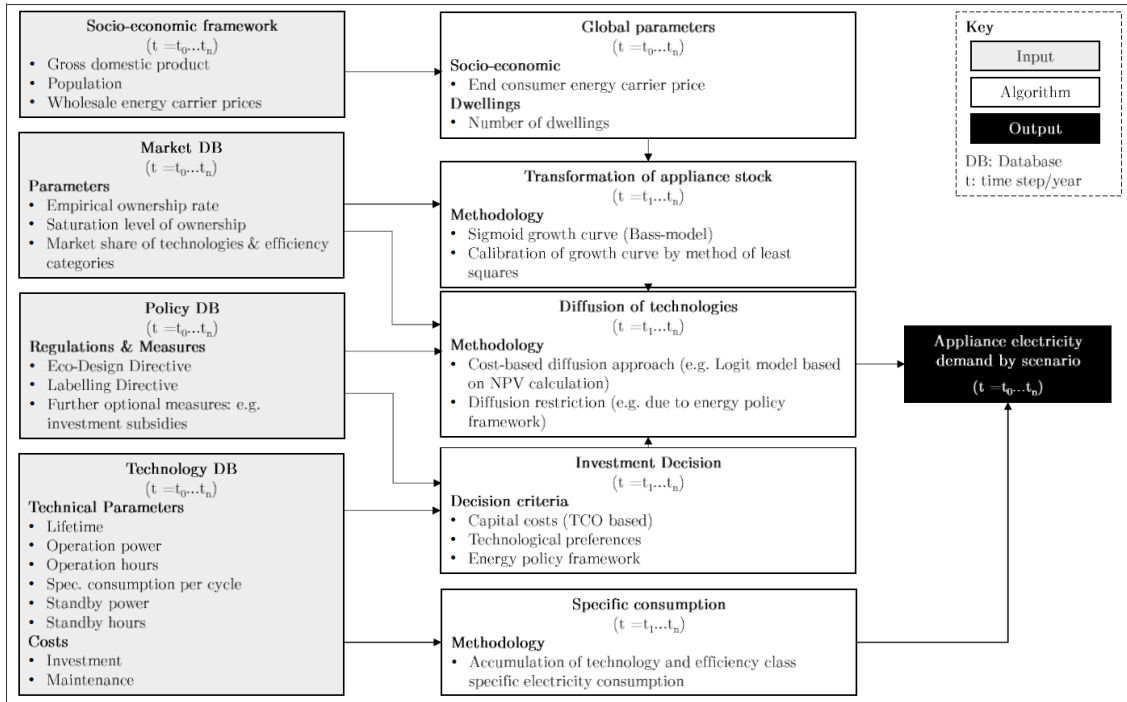 Socio-economic framework
(t =t0...tn)
• Gross domestic product
• Population
• Wholesale energy carrier prices
Market DB
(t =t0...tn)
Parameters
• Empirical ownership rate
• Saturation level of ownership
• Market share of technologies & efficiency
categories
Policy DB
(t =t0...tn)
Regulations & Measures
• Eco-Design Directive
• Labelling Directive
• Further optional measures: e.g.
investment subsidies
Technology DB
(t =t0...tn)
Technical Parameters
• Lifetime
• Operation power
• Operation hours
• Spec. consumption per cycle
• Standby power
• Standby hours
Costs
• Investment
• Maintenance
Global parameters
(t =t0...tn)
Socio-economic
• End consumer energy carrier price
Dwellings
• Number of dwellings
Transformation of appliance stock
(t =t1...tn)
Methodology
• Sigmoid growth curve (Bass-model)
• Calibration of growth curve by method of least
squares
Diffusion of technologies
(t =t1...tn)
Methodology
• Cost-based diffusion approach (e.g. Logit model based
on NPV calculation)
• Diffusion restriction (e.g. due to energy policy
framework)
Investment Decision
(t =t1...tn)
Decision criteria
• Capital costs (TCO based)
• Technological preferences
• Energy policy framework
Specific consumption
(t =t1...tn)
Methodology
• Accumulation of technology and efficiency class
specific electricity consumption
Key
Input
Algorithm
Output
DB: Database
t: time step/year
Appliance electricity
demand by scenario
(t =t0...tn)